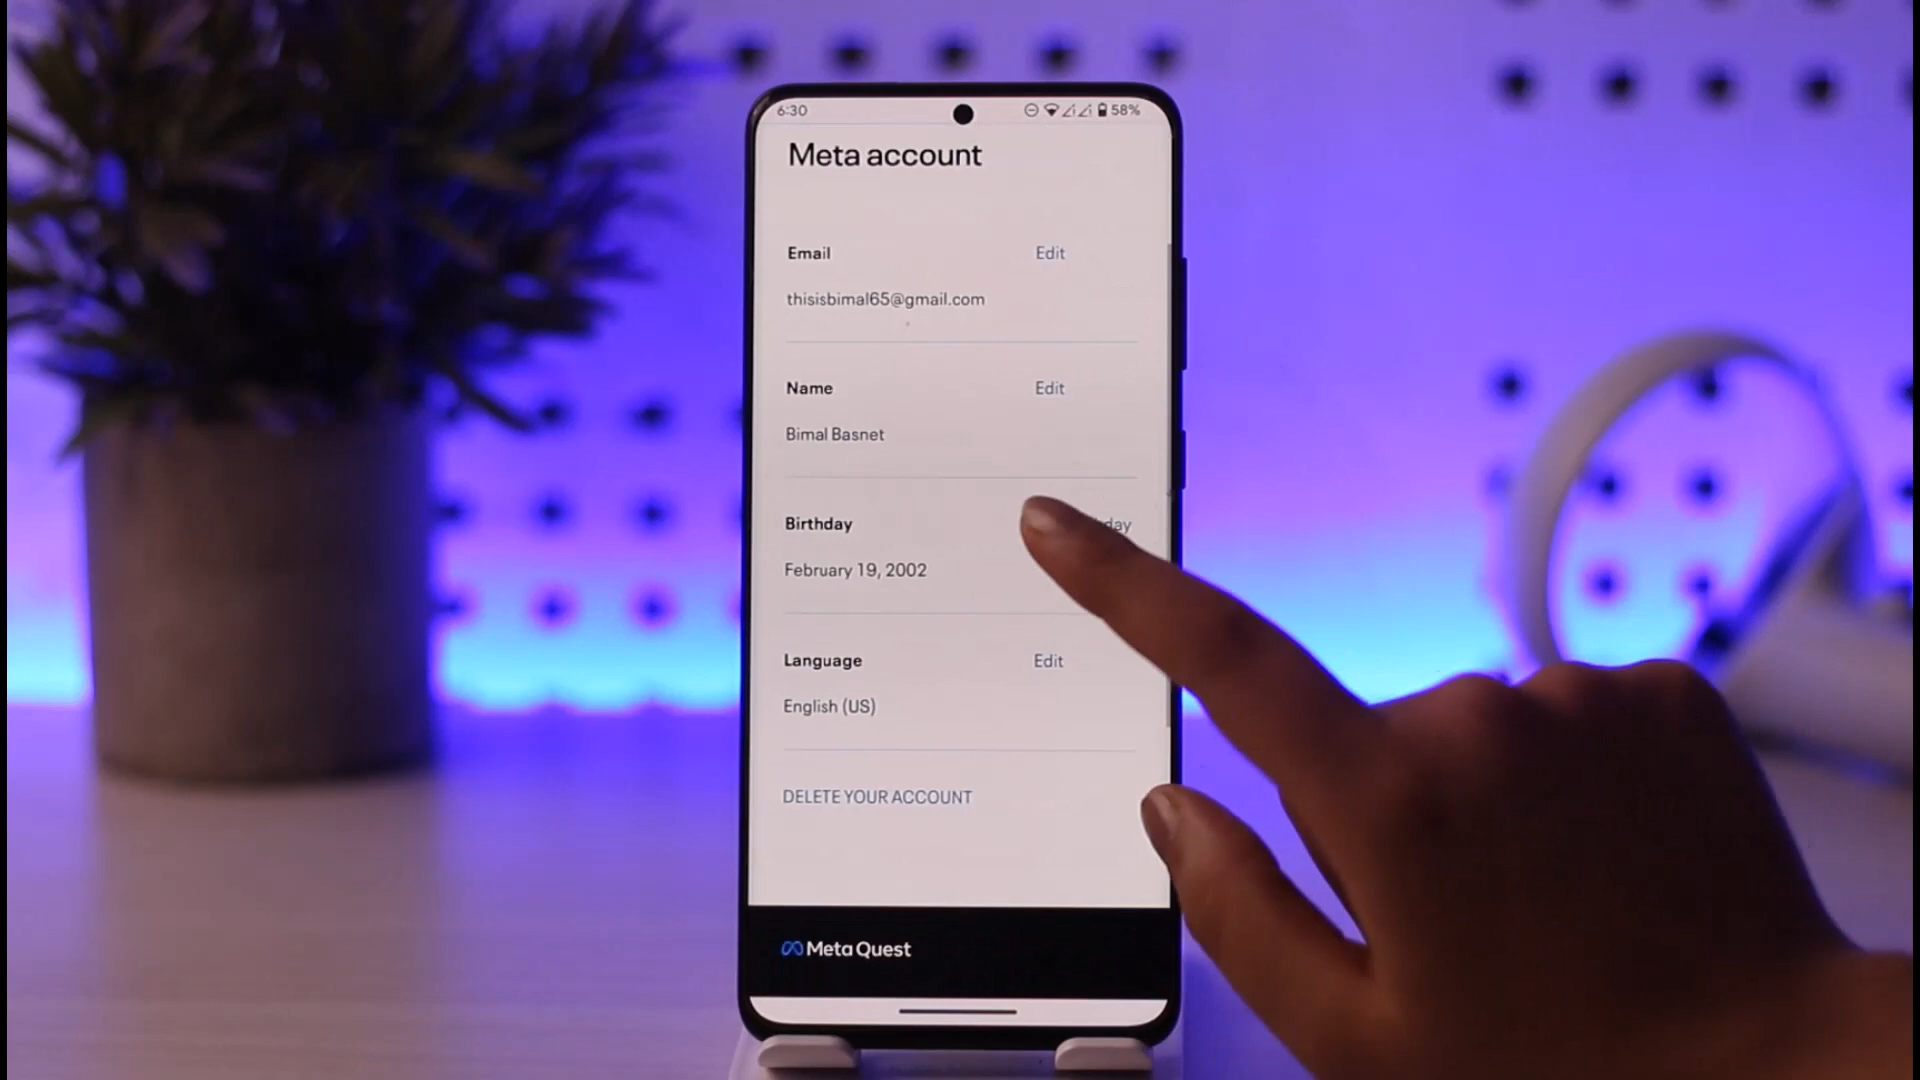 6:30
58%
Meta account
Email
Edit
thisisbimal65@gmail.com
Name
Edit
Bimal Basnet
Birthday
February 19, 2002
Language
Edit
English (US)
DELETE YOUR ACCOUNT
Meta Quest